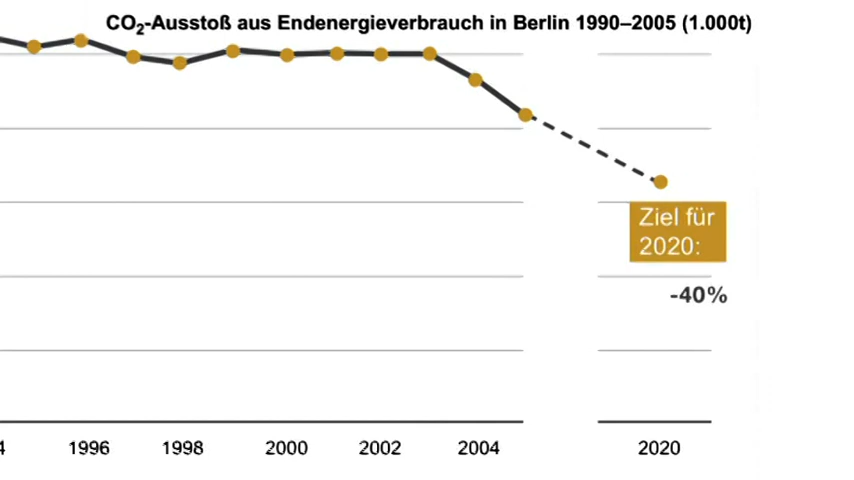 CO₂-Ausstoß aus Endenergieverbrauch in Berlin 1990–2005 (1.000t)
Ziel für
2020:
-40%
4 1996 1998 2000 2002 2004 2020